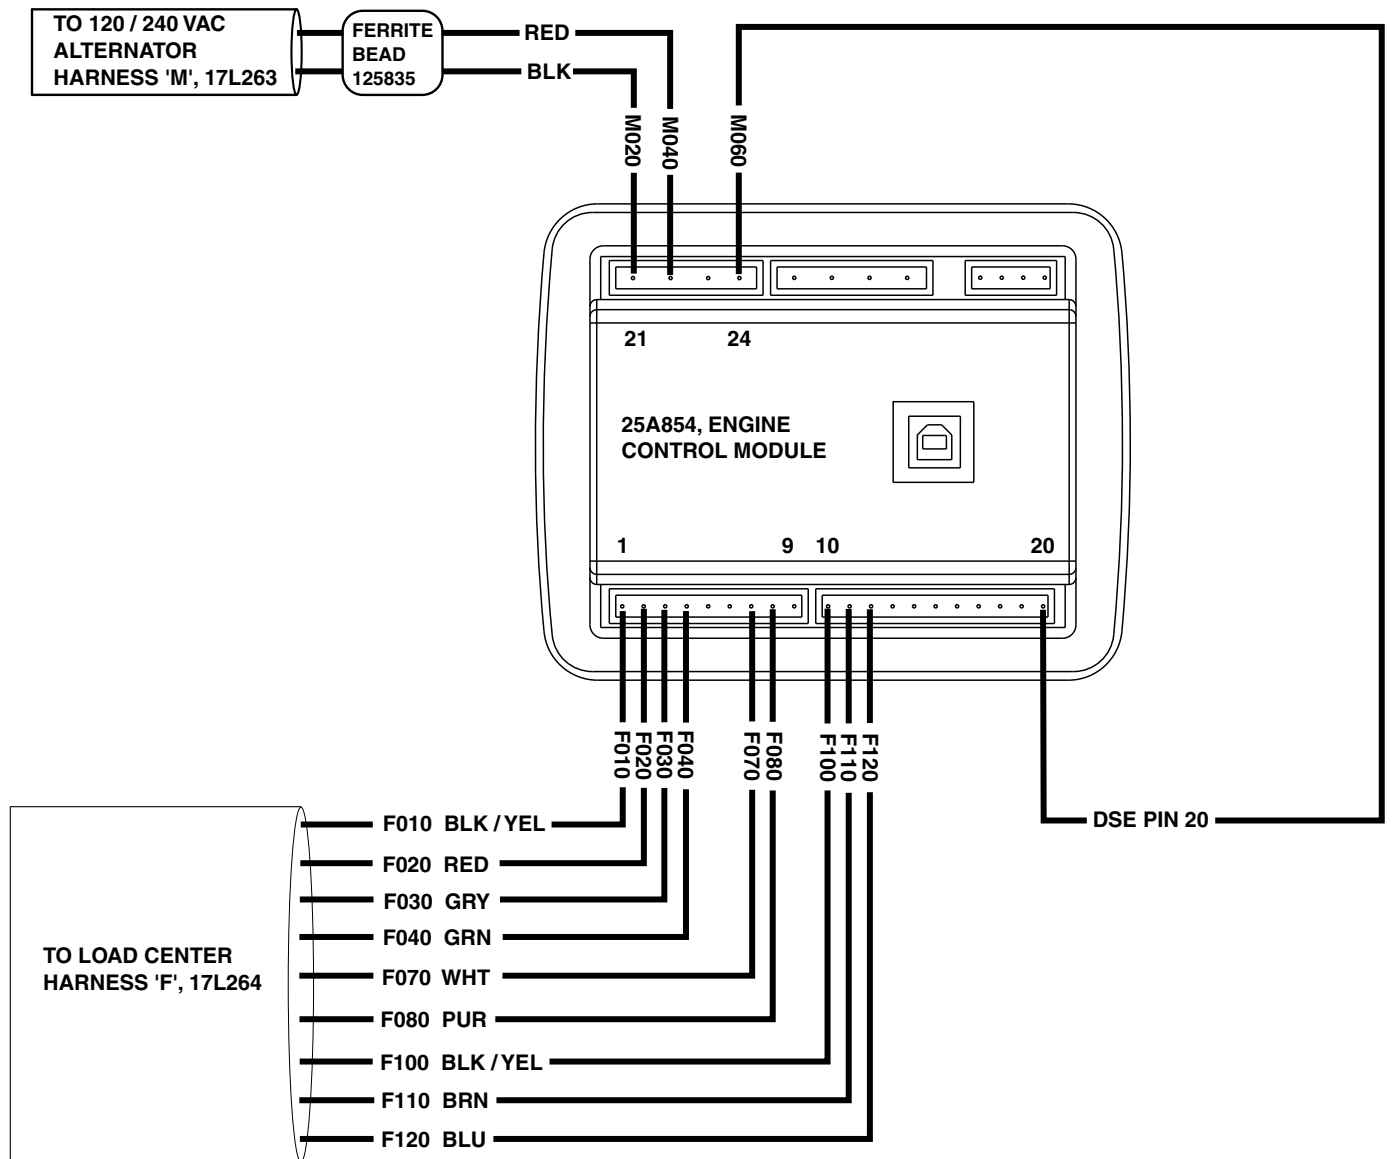 TO 120 / 240 VAC
ALTERNATOR
HARNESS 'M', 17L263
FERRITE
BEAD
125835
RED
BLK
M020
M040
M060
21
24
25A854, ENGINE
CONTROL MODULE
1
9
10
20
F010
F020
F030
F040
F070
F080
F100
F110
F120
DSE PIN 20
TO LOAD CENTER
HARNESS 'F', 17L264
F010 BLK / YEL
F020 RED
F030 GRY
F040 GRN
F070 WHT
F080 PUR
F100 BLK / YEL
F110 BRN
F120 BLU